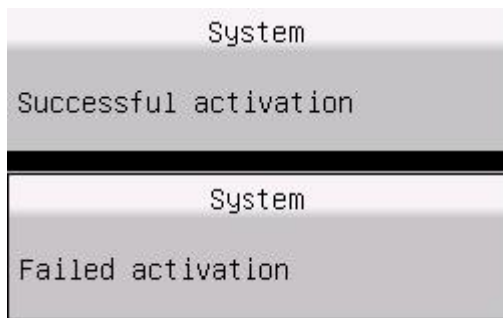 System
Successful activation
System
Failed activation